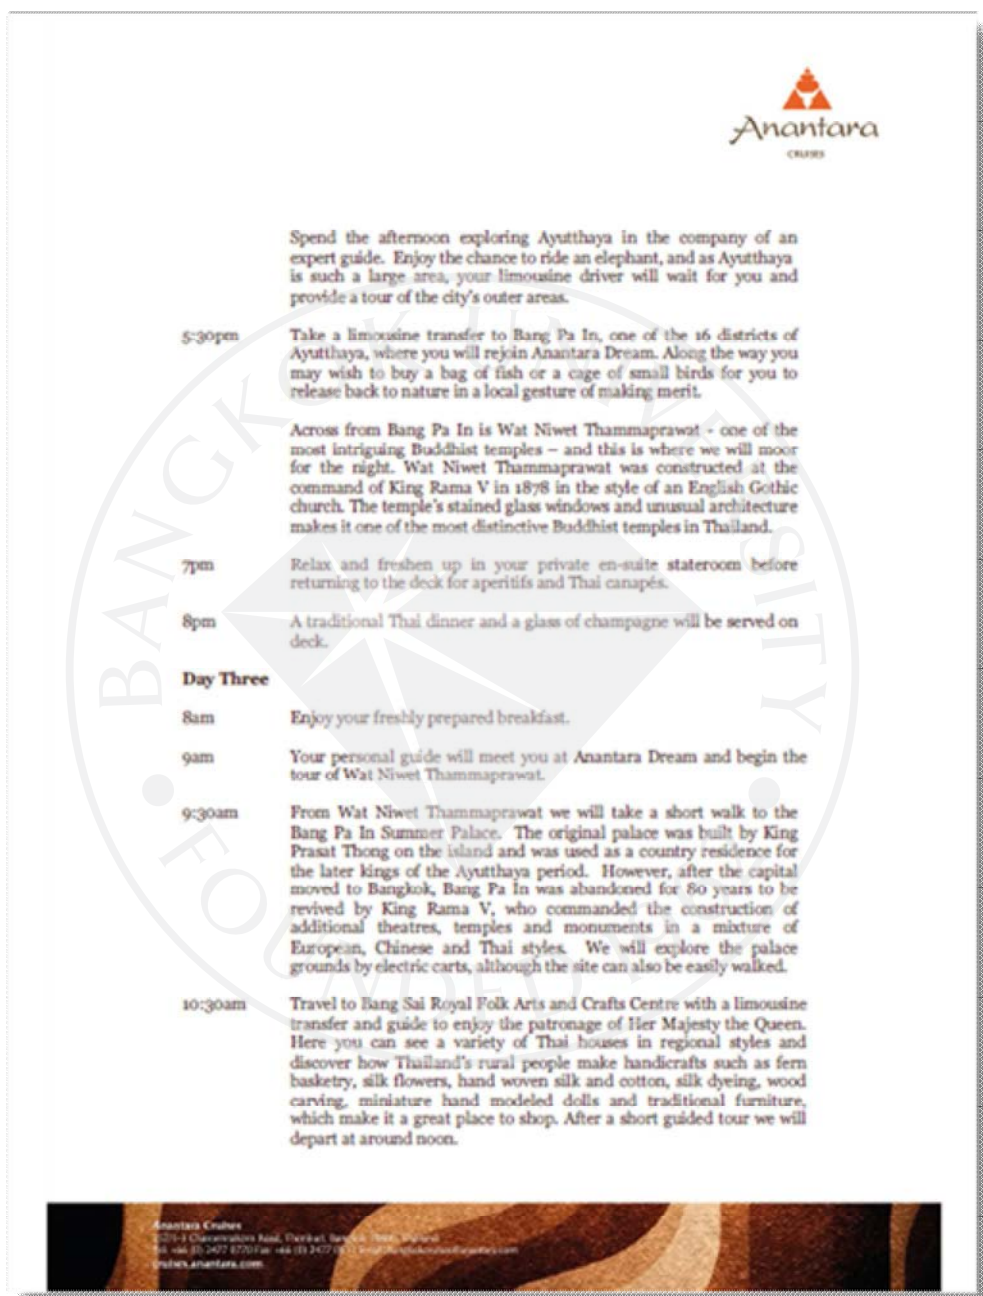 Anantara
CRUISES
Spend the afternoon exploring Ayutthaya in the company of an
expert guide. Enjoy the chance to ride an elephant, and as Ayutthaya
is such a large area, your limousine driver will wait for you and
provide a tour of the city's outer areas.
5:30pm Take a limousine transfer to Bang Pa In, one of the 16 districts of
Ayutthaya, where you will rejoin Anantara Dream. Along the way you
may wish to buy a bag of fish or a cage of small birds for you to
release back to nature in a local gesture of making merit.
Across from Bang Pa In is Wat Niwet Thammaprawat - one of the
most intriguing Buddhist temples – and this is where we will moor
for the night. Wat Niwet Thammaprawat was constructed at the
command of King Rama V in 1878 in the style of an English Gothic
church. The temple's stained glass windows and unusual architecture
makes it one of the most distinctive Buddhist temples in Thailand.
7pm Relax and freshen up in your private en-suite stateroom before
returning to the deck for aperitifs and Thai canapés.
8pm A traditional Thai dinner and a glass of champagne will be served on
deck.
Day Three
8am Enjoy your freshly prepared breakfast.
9am Your personal guide will meet you at Anantara Dream and begin the
tour of Wat Niwet Thammaprawat.
9:30am From Wat Niwet Thammaprawat we will take a short walk to the
Bang Pa In Summer Palace. The original palace was built by King
Prasat Thong on the island and was used as a country residence for
the later kings of the Ayutthaya period. However, after the capital
moved to Bangkok, Bang Pa In was abandoned for 80 years to be
revived by King Rama V, who commanded the construction of
additional theatres, temples and monuments in a mixture of
European, Chinese and Thai styles. We will explore the palace
grounds by electric carts, although the site can also be easily walked.
10:30am Travel to Bang Sai Royal Folk Arts and Crafts Centre with a limousine
transfer and guide to enjoy the patronage of Her Majesty the Queen.
Here you can see a variety of Thai houses in regional styles and
discover how Thailand's rural people make handicrafts such as fern
basketry, silk flowers, hand woven silk and cotton, silk dyeing, wood
carving, miniature hand modeled dolls and traditional furniture,
which make it a great place to shop. After a short guided tour we will
depart at around noon.
BANGKOK UNIVERSITY
FOUNDED
Anantara Cruises
cruises.anantara.com